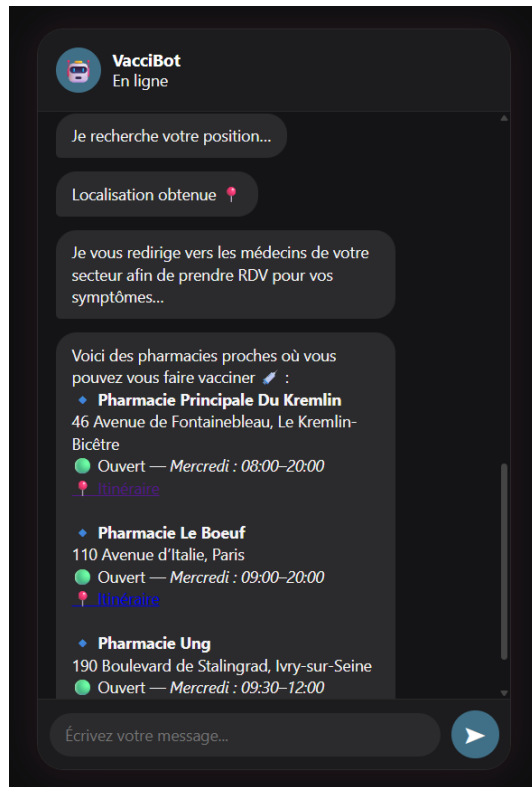 VacciBot
En ligne
Je recherche votre position...
Localisation obtenue 📍
Je vous redirige vers les médecins de votre
secteur afin de prendre RDV pour vos
symptômes...
Voici des pharmacies proches où vous
pouvez vous faire vacciner 💉 :
🔹 Pharmacie Principale Du Kremlin
46 Avenue de Fontainebleau, Le Kremlin-
Bicêtre
🟢 Ouvert — Mercredi : 08:00–20:00
📍 Itinéraire
🔹 Pharmacie Le Boeuf
110 Avenue d'Italie, Paris
🟢 Ouvert — Mercredi : 09:00–20:00
📍 Itinéraire
🔹 Pharmacie Ung
190 Boulevard de Stalingrad, Ivry-sur-Seine
🟢 Ouvert — Mercredi : 09:30–12:00
Écrivez votre message...